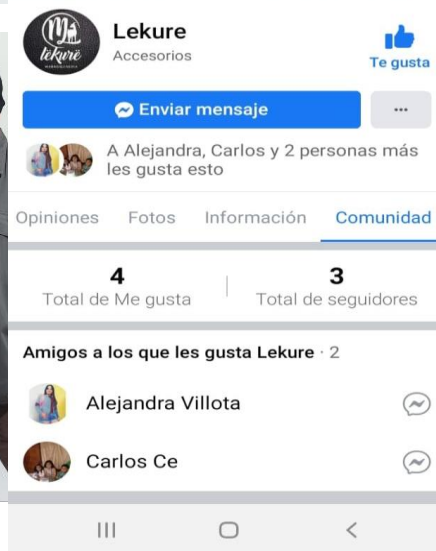 lëkurë
Lekure
Accesorios
Te gusta
Enviar mensaje
A Alejandra, Carlos y 2 personas más
les gusta esto
Opiniones Fotos Información Comunidad
4 3
Total de Me gusta Total de seguidores
Amigos a los que les gusta Lekure · 2
Alejandra Villota
Carlos Ce